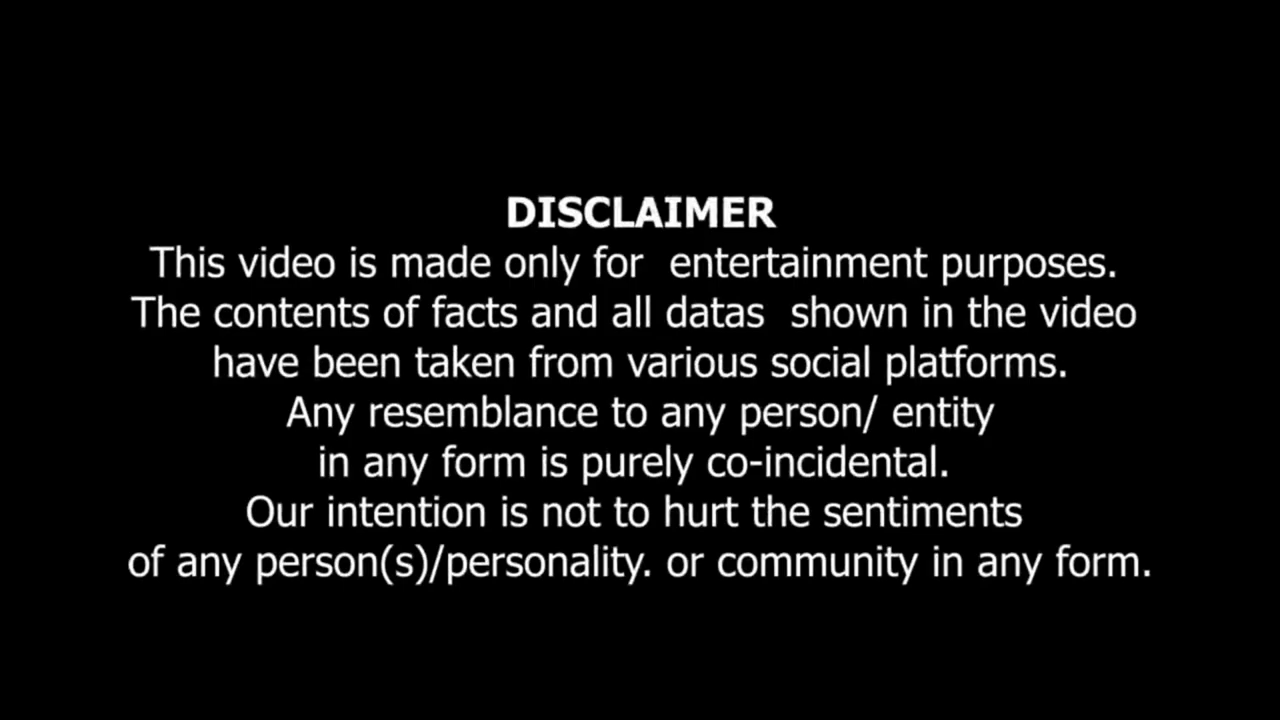 DISCLAIMER
This video is made only for  entertainment purposes.
The contents of facts and all datas  shown in the video
have been taken from various social platforms.
Any resemblance to any person/ entity
in any form is purely co-incidental.
Our intention is not to hurt the sentiments
of any person(s)/personality. or community in any form.